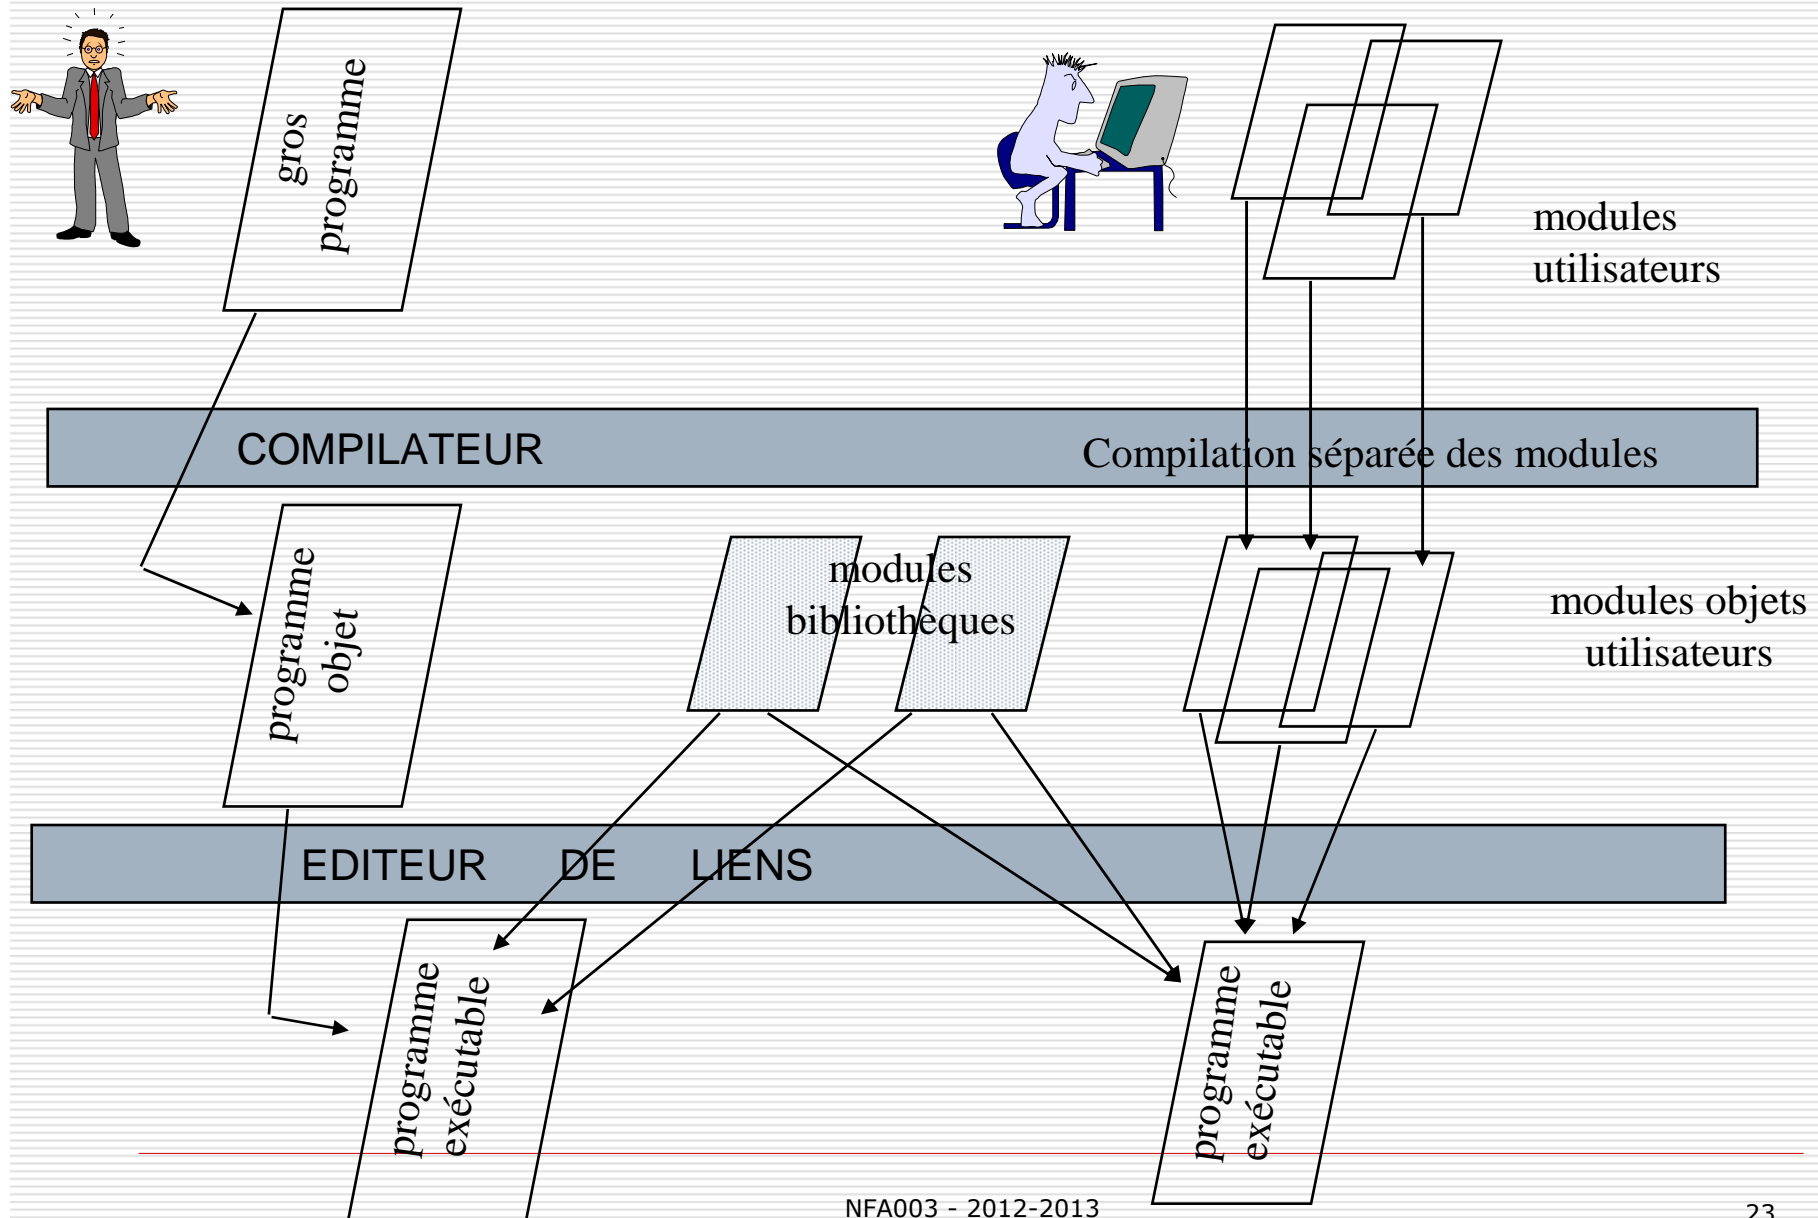 gros
programme
modules
utilisateurs
COMPILATEUR
Compilation séparée des modules
programme
objet
modules
bibliothèques
modules objets
utilisateurs
EDITEUR DE LIENS
programme
exécutable
programme
exécutable
NFA003 - 2012-2013
23